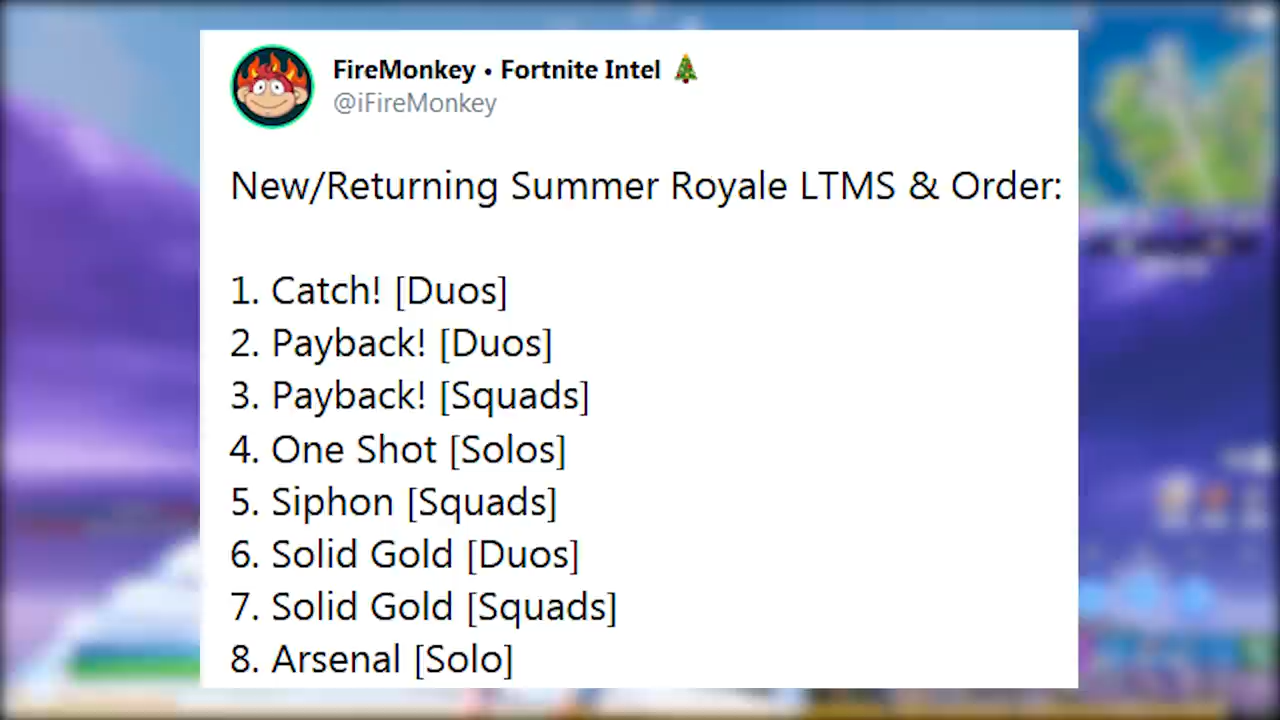 FireMonkey • Fortnite Intel 🎄
@iFireMonkey
New/Returning Summer Royale LTMS & Order:
1. Catch! [Duos]
2. Payback! [Duos]
3. Payback! [Squads]
4. One Shot [Solos]
5. Siphon [Squads]
6. Solid Gold [Duos]
7. Solid Gold [Squads]
8. Arsenal [Solo]